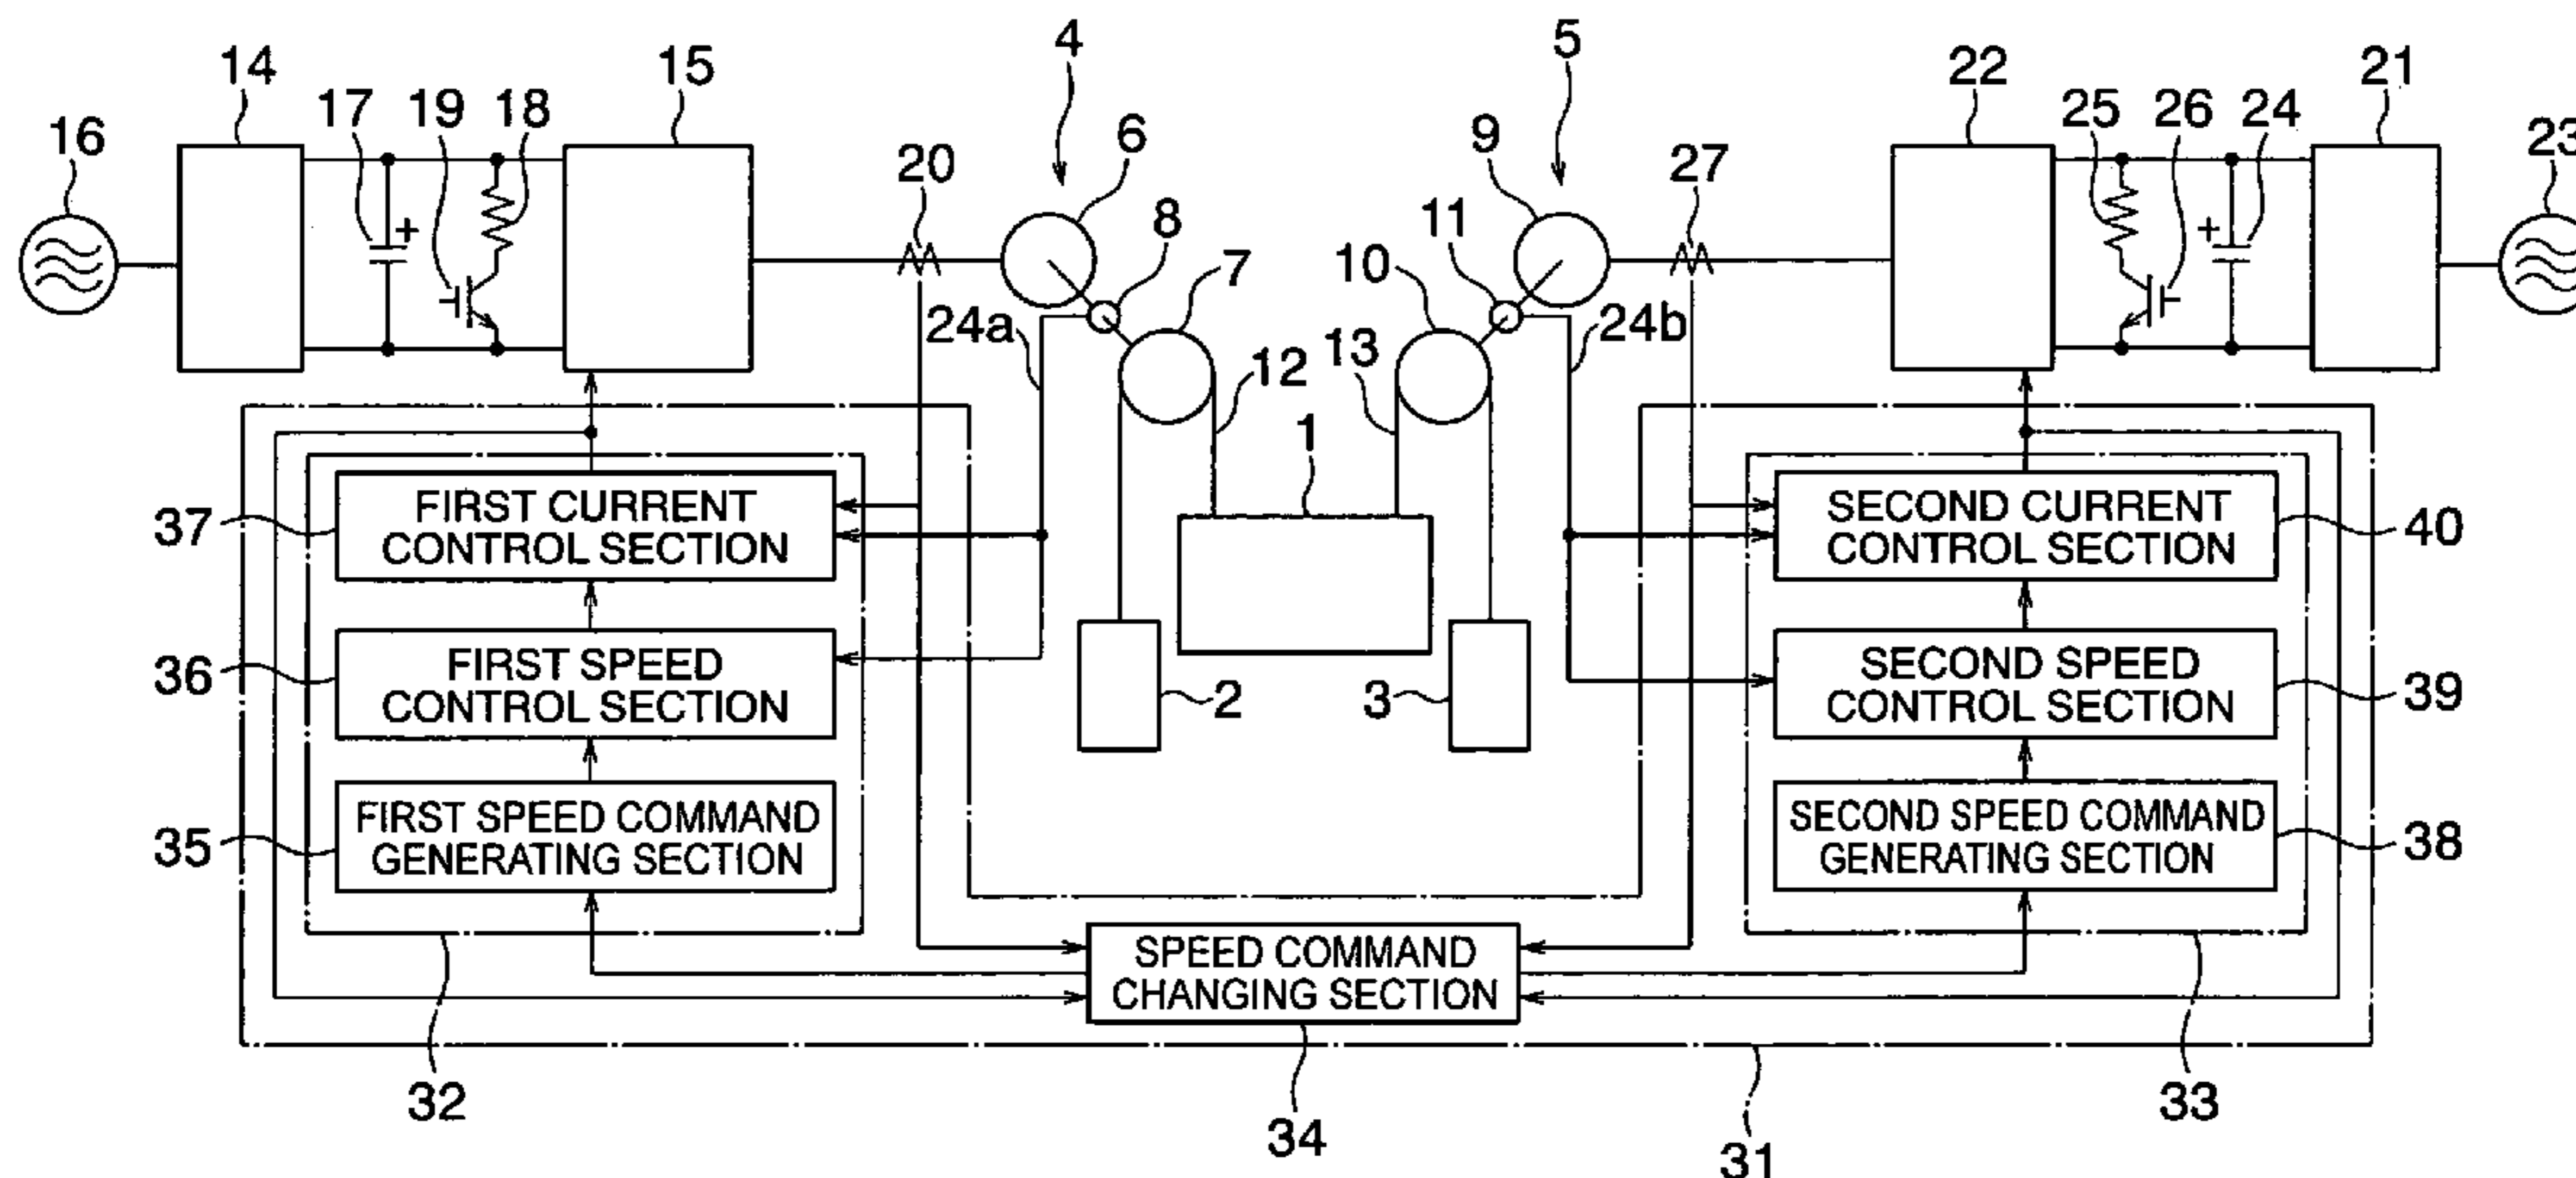 4
5
14
15
22
21
17
19
18
25
26
24
16
6
9
23
20
27
8
11
7
10
24a
24b
12
13
1
FIRST CURRENT
CONTROL SECTION
37
SECOND CURRENT
CONTROL SECTION
40
FIRST SPEED
CONTROL SECTION
36
2
3
SECOND SPEED
CONTROL SECTION
39
FIRST SPEED COMMAND
GENERATING SECTION
35
SECOND SPEED COMMAND
GENERATING SECTION
38
SPEED COMMAND
CHANGING SECTION
32
34
31
33
+
+